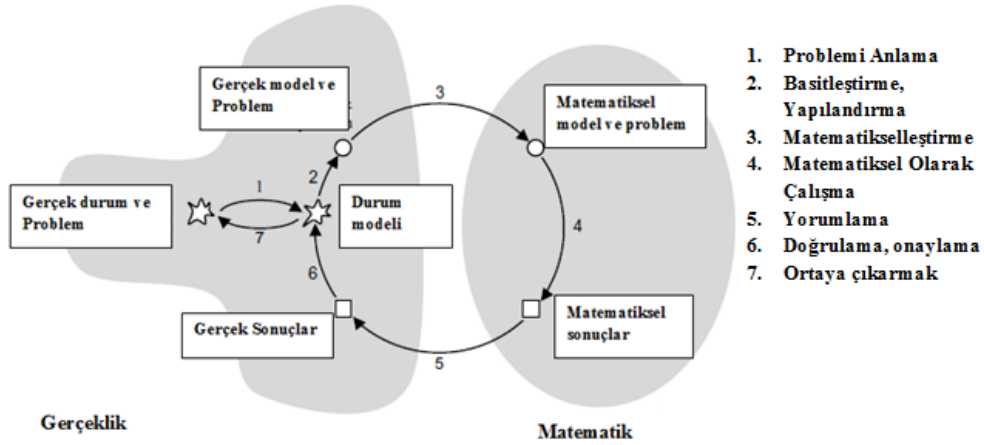 Gerçek model ve
Problem
3
Matematiksel
model ve problem
2
1
Gerçek durum ve
Problem
Durum
modeli
7
4
6
Gerçek Sonuçlar
Matematiksel
sonuçlar
5
Gerçeklik
Matematik
1. Problemi Anlama
2. Basitleştirme,
Yapılandırma
3. Matematikselleştirme
4. Matematiksel Olarak
Çalışma
5. Yorumlama
6. Doğrulama, onaylama
7. Ortaya çıkarmak